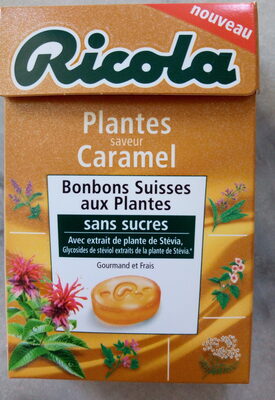 nouveau
Ricola
Plantes
saveur
Caramel
Bonbons Suisses
aux Plantes
sans sucres
Avec extrait de plante de Stévia,
Glycosides de stéviol extraits de la plante de Stévia.*
Gourmand et Frais